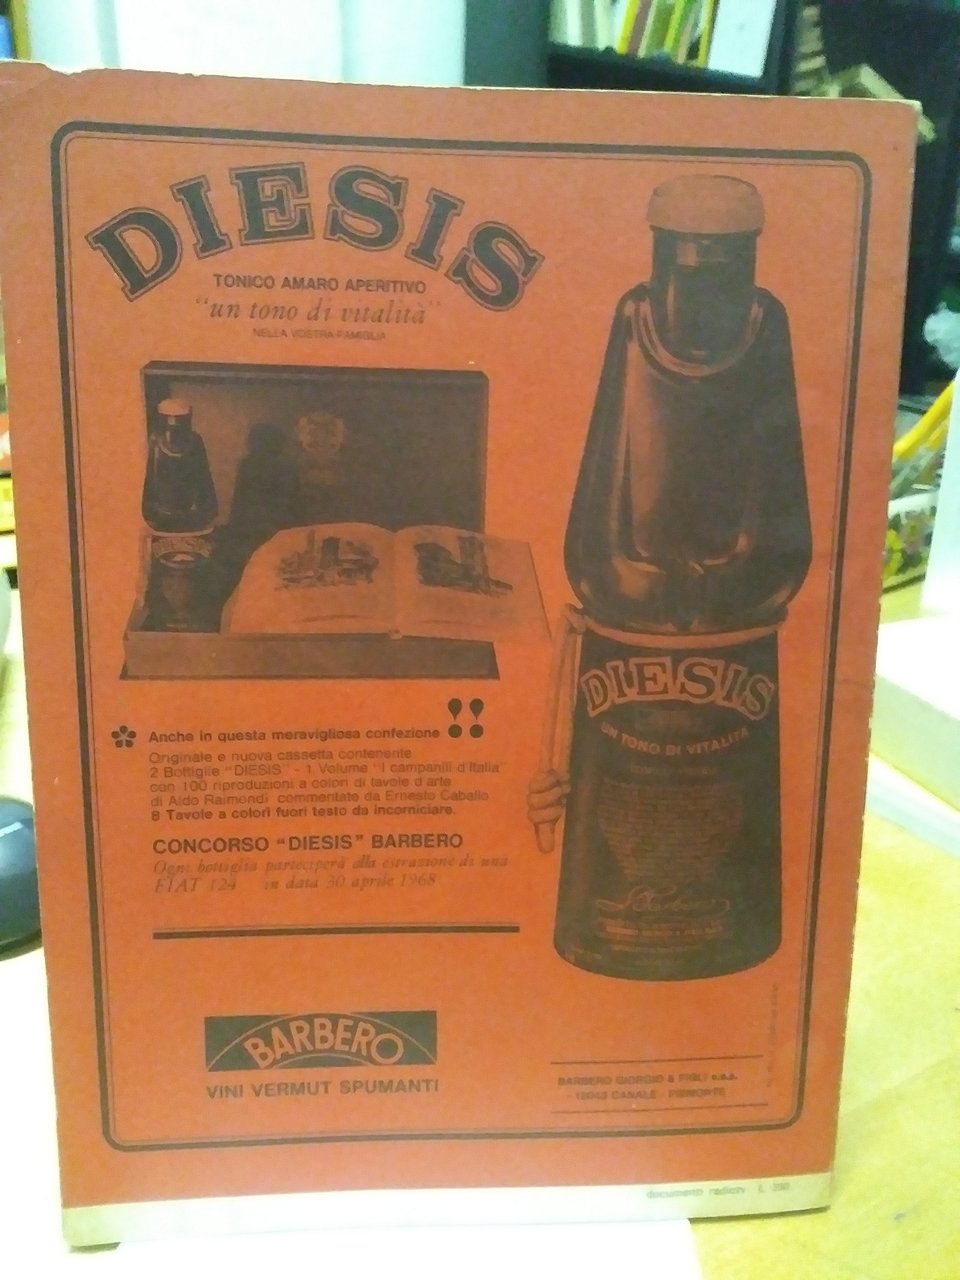 DIESIS
TONICO AMARO APERITIVO
"un tono di vitalità"
NELLA VOSTRA FAMIGLIA
Anche in questa meravigliosa confezione !!
Originale e nuova cassetta contenente
2 Bottiglie "DIESIS" - 1 Volume "I campanili d'Italia"
con 100 riproduzioni a colori di tavole d'arte
di Aldo Raimondi commentate da Ernesto Caballo
8 Tavole a colori fuori testo da incorniciare.
CONCORSO "DIESIS" BARBERO
Ogni bottiglia parteciperà alla estrazione di una
FIAT 124 in data 30 aprile 1968
BARBERO
VINI VERMUT SPUMANTI
DIESIS
UN TONO DI VITALITÀ
BARBERO GIORGIO & FIGLI s.a.s.
- 12043 CANALE - PIEMONTE
documento radiotv L.